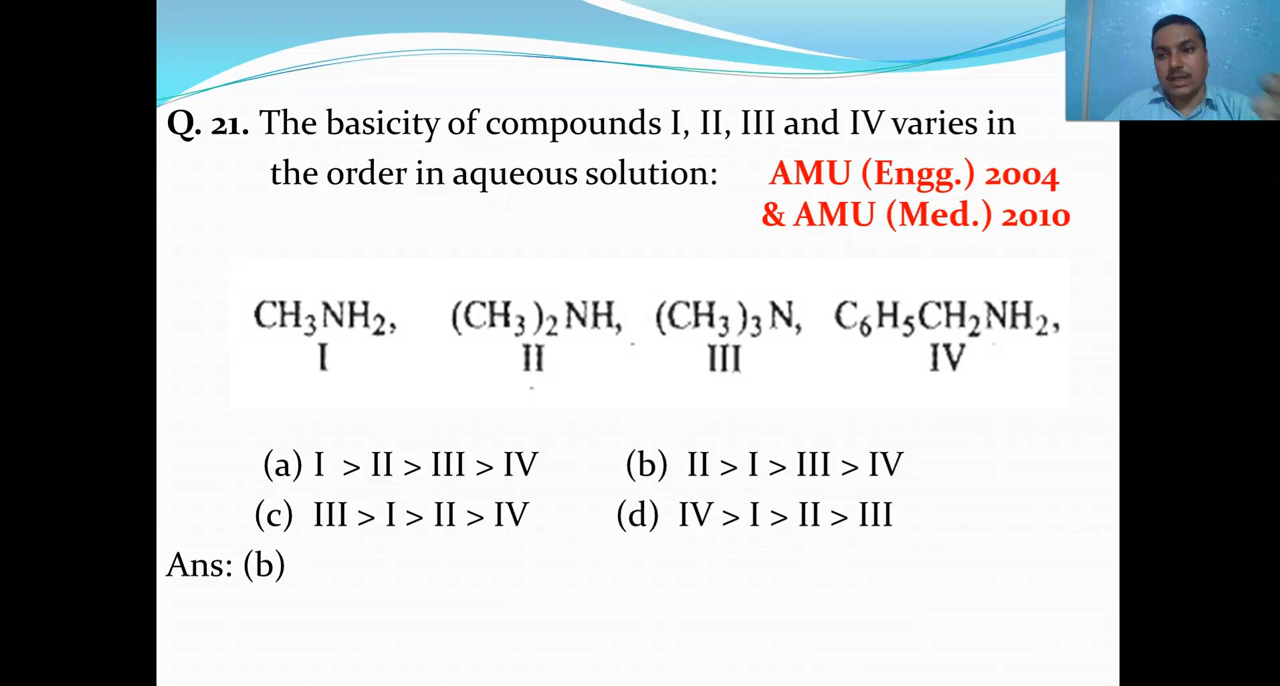 Q. 21. The basicity of compounds I, II, III and IV varies in
the order in aqueous solution: AMU (Engg.) 2004
& AMU (Med.) 2010
CH₃NH₂, (CH₃)₂NH, (CH₃)₃N, C₆H₅CH₂NH₂,
I II III IV
(a) I > II > III > IV (b) II > I > III > IV
(c) III > I > II > IV (d) IV > I > II > III
Ans: (b)